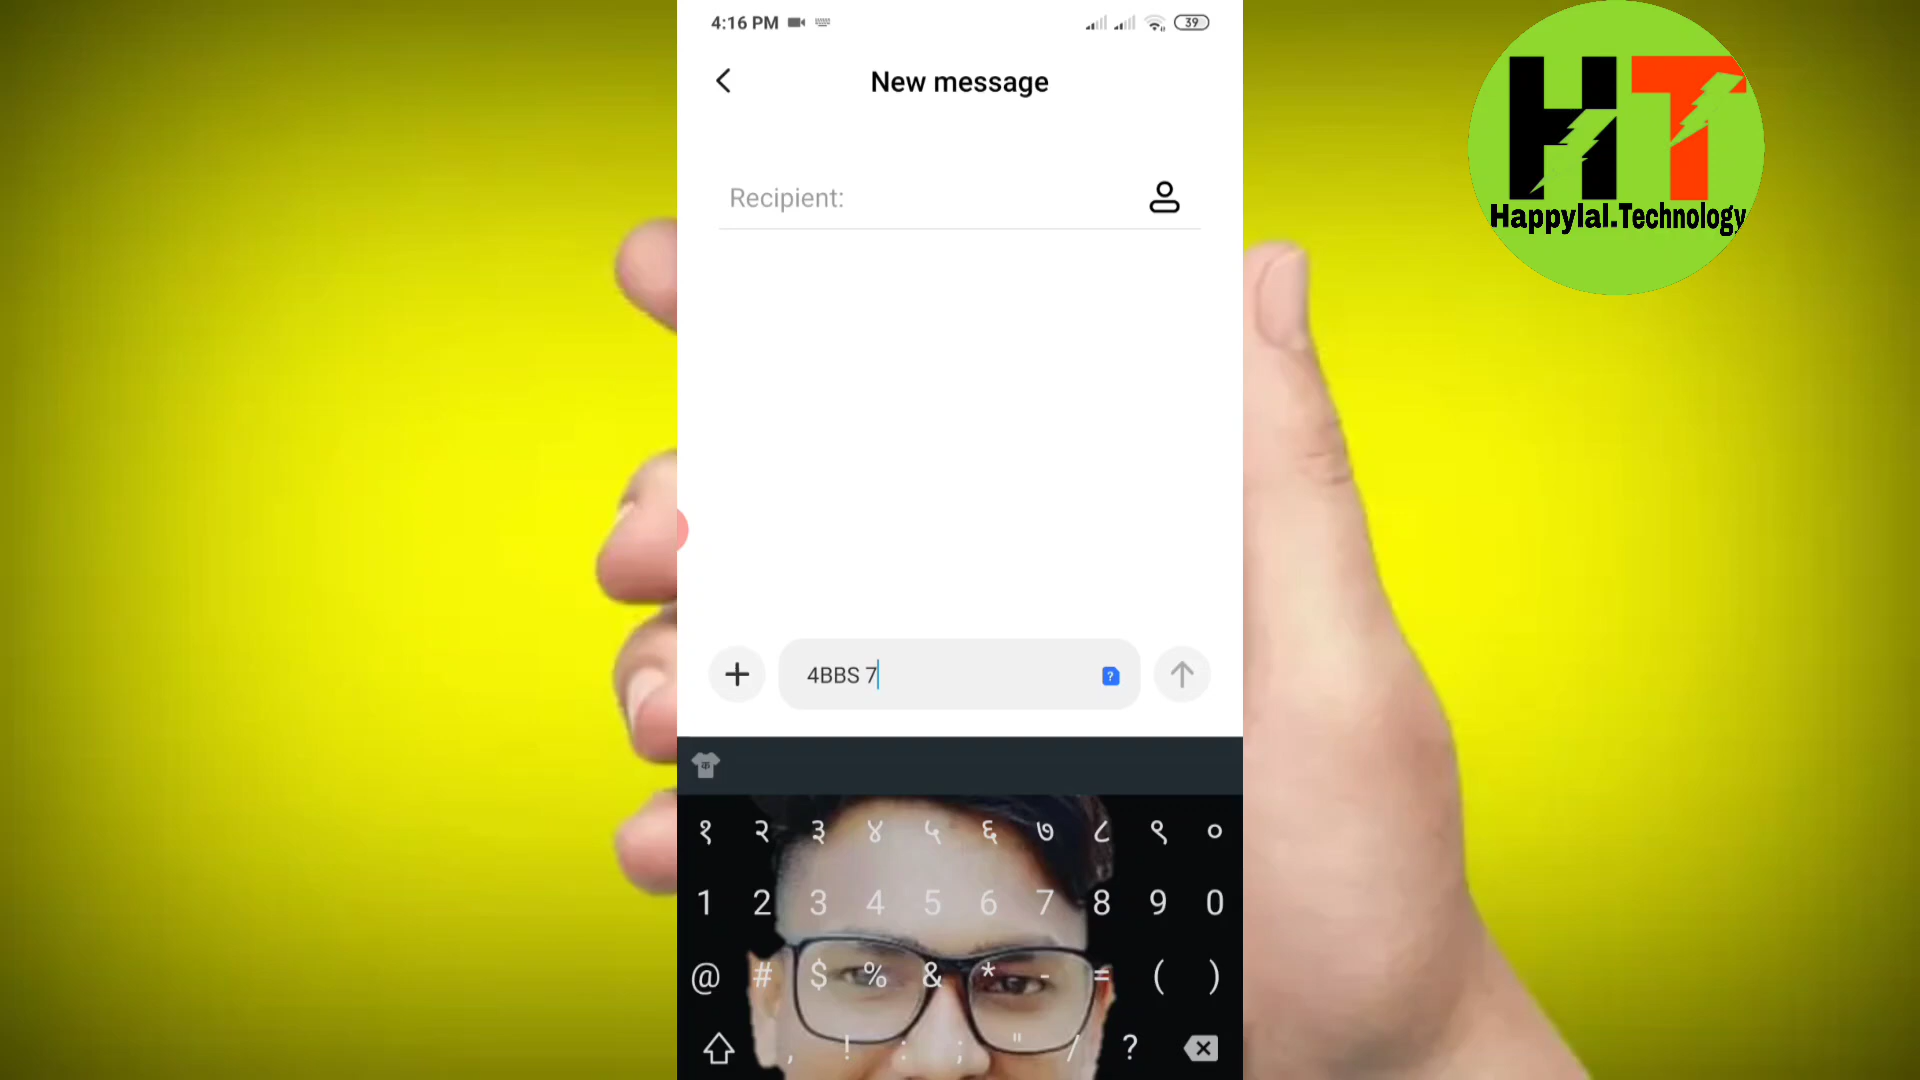 4:16 PM
39
HT
Happylal.Technology
New message
Recipient:
4BBS 7
?
क
१ २ ३ ४ ५ ६ ७ ८ ९ ०
1 2 3 4 5 6 7 8 9 0
@ # $ % & * - = ( )
, ! : ; " / ?